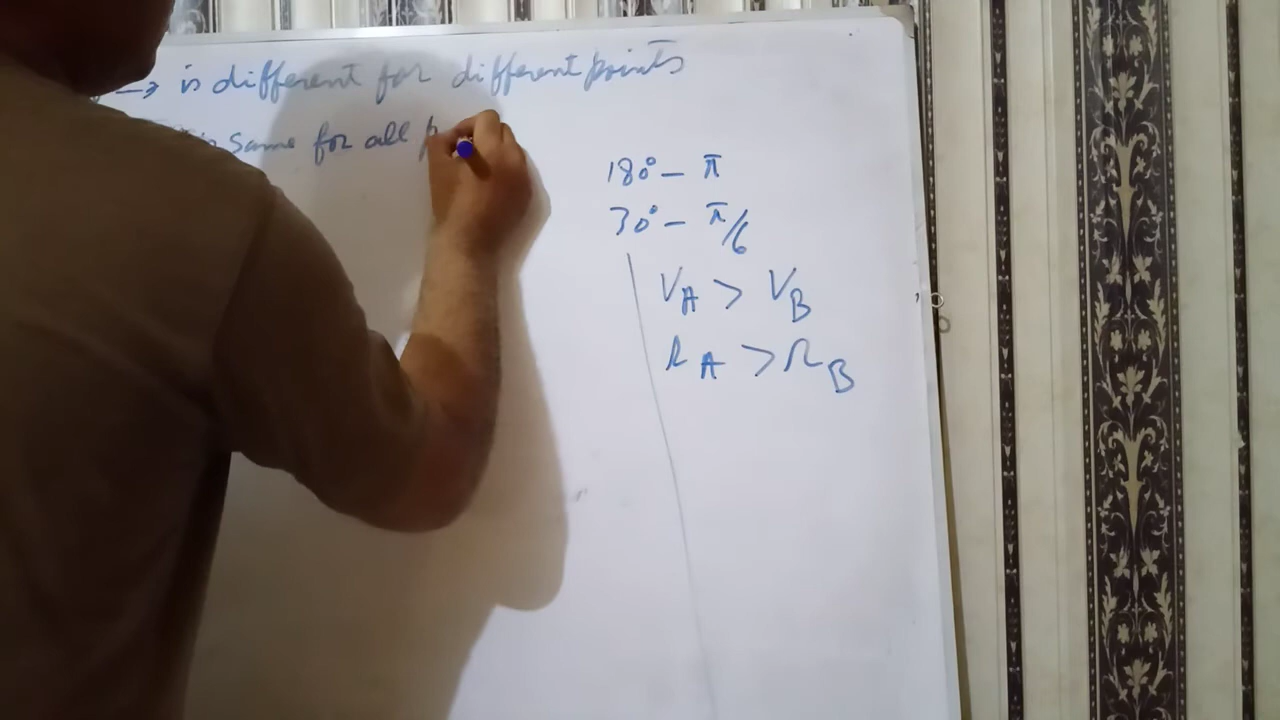 → is different for different points
is same for all p
180° – π
30° – π/6
V_A > V_B
r_A > r_B